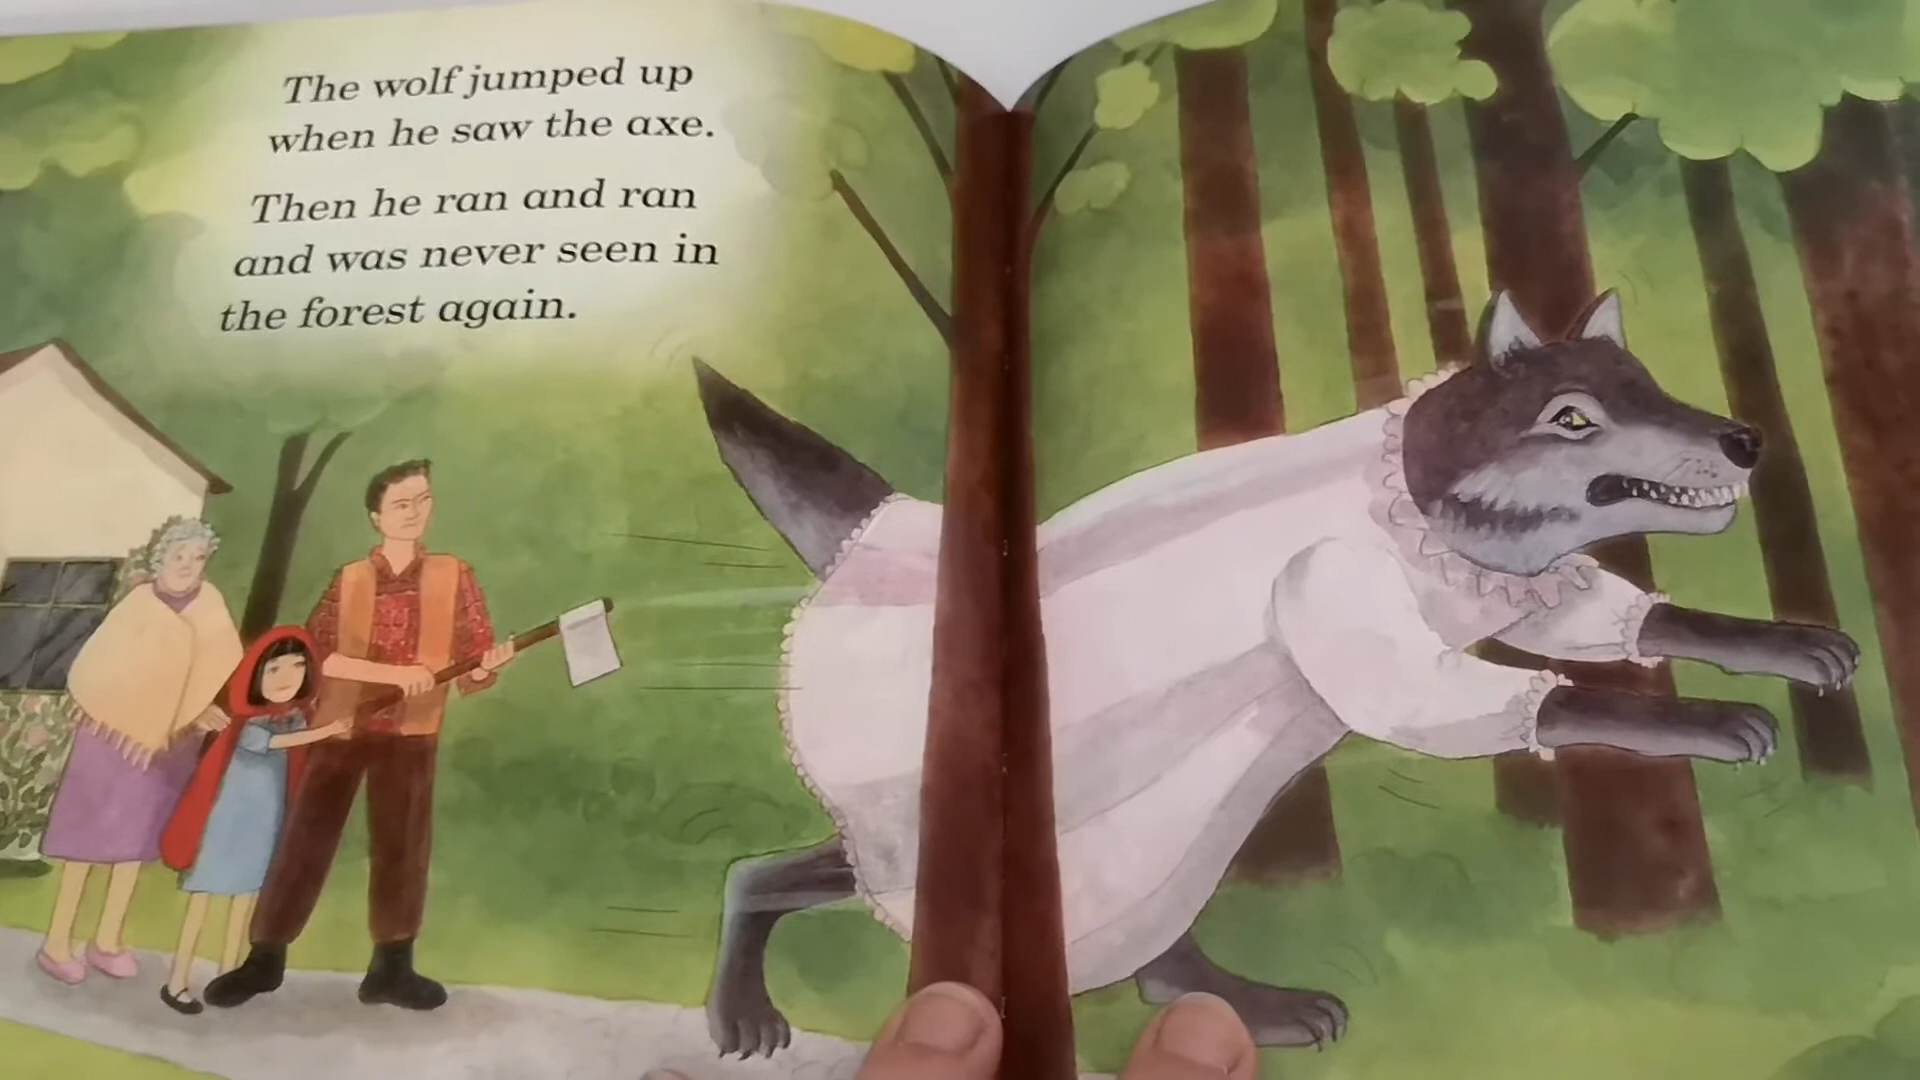 The wolf jumped up
when he saw the axe.
Then he ran and ran
and was never seen in
the forest again.